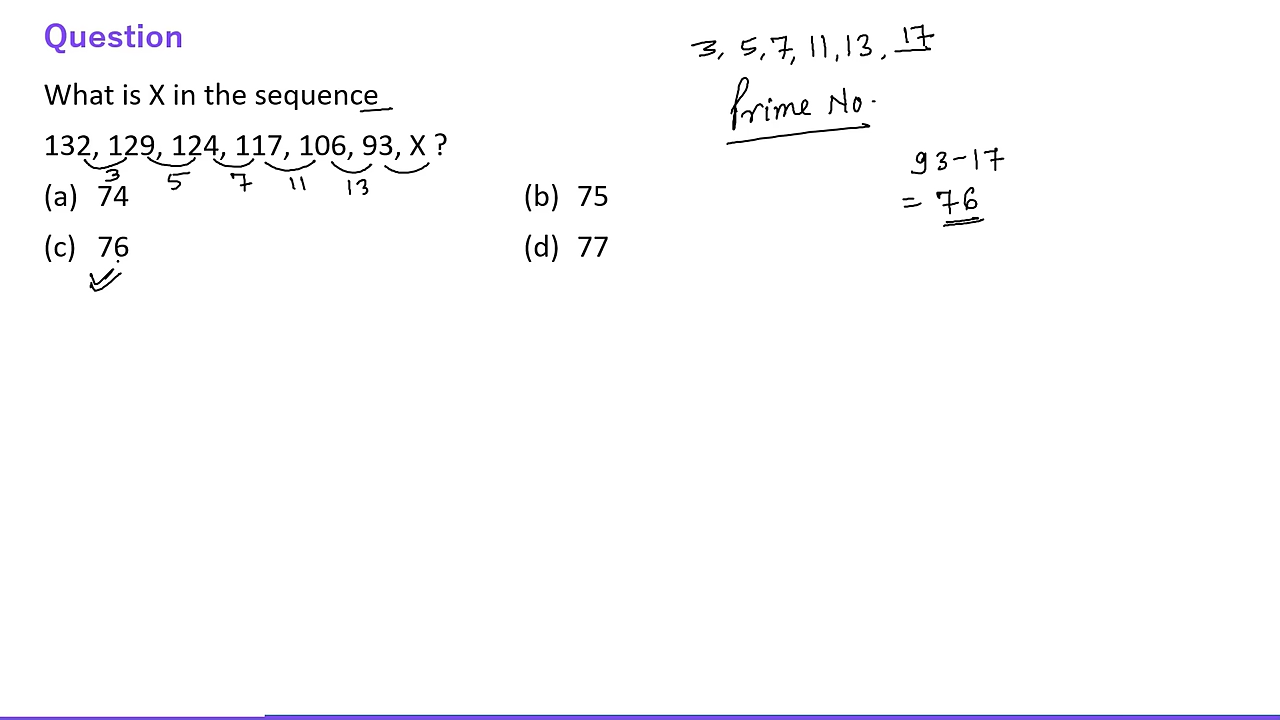 Question
What is X in the sequence
132, 129, 124, 117, 106, 93, X ?
3 5 7 11 13
(a) 74 (b) 75
(c) 76 (d) 77
3, 5, 7, 11, 13, 17
Prime No.
93-17
= 76